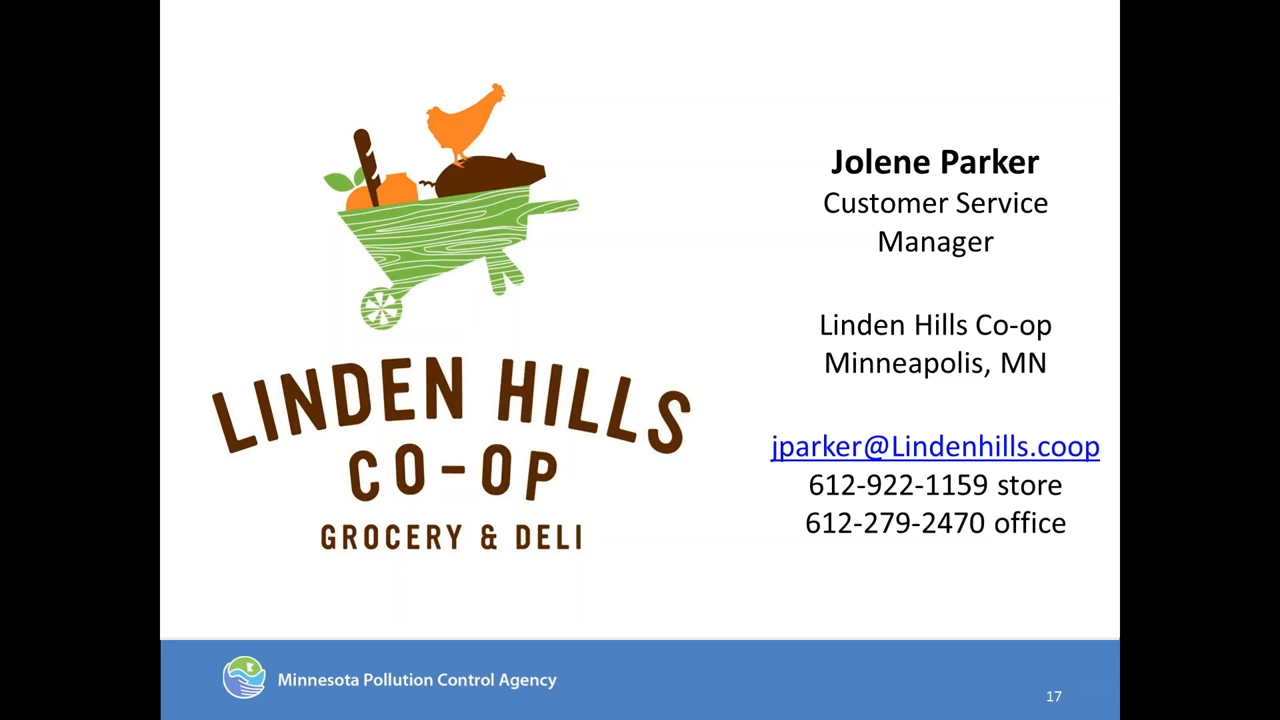 LINDEN HILLS
CO-OP
GROCERY & DELI
Jolene Parker
Customer Service
Manager
Linden Hills Co-op
Minneapolis, MN
jparker@Lindenhills.coop
612-922-1159 store
612-279-2470 office
Minnesota Pollution Control Agency
17